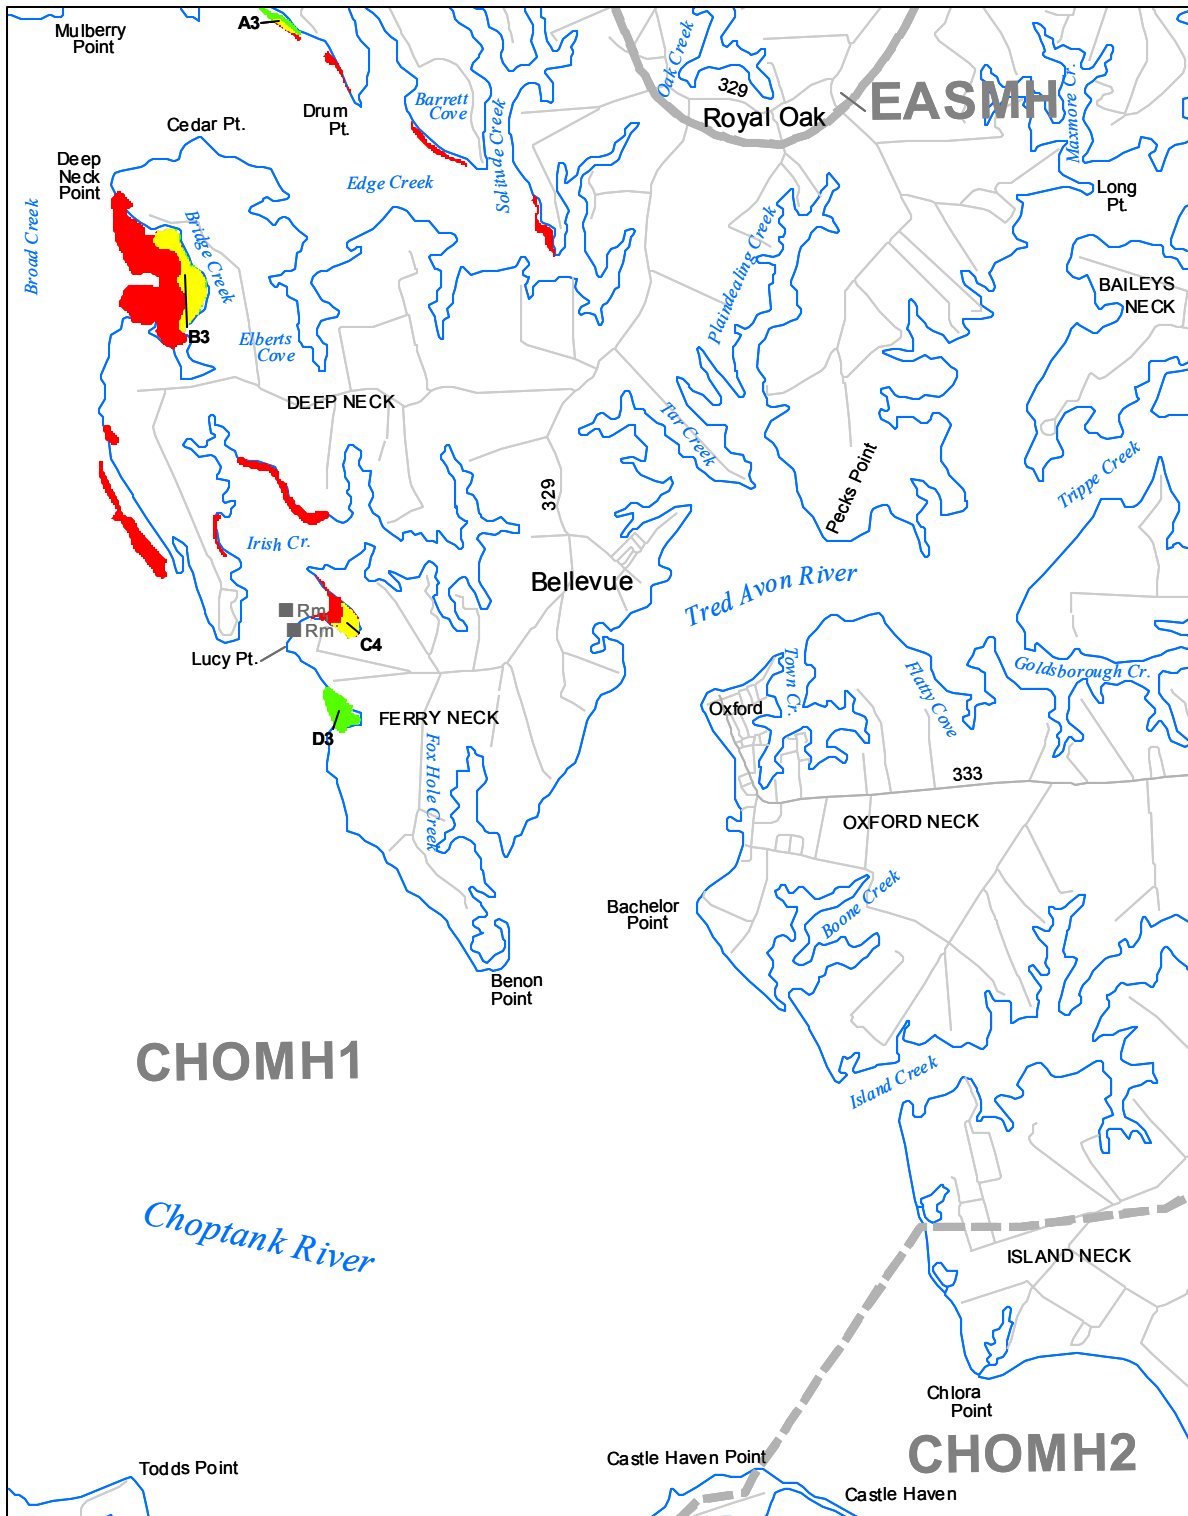 A3
Mulberry
Point
Drum
Pt.
Barrett
Cove
Oak Creek
329
Royal Oak
EASMH
Maxmore Cr.
Cedar Pt.
Deep
Neck
Point
Edge Creek
Solitude Creek
Long
Pt.
Broad Creek
Bridge Creek
Plaindealing Creek
BAILEYS
NECK
B3
Elberts
Cove
DEEP NECK
Tar Creek
Pecks Point
Trippe Creek
329
Irish Cr.
Bellevue
Tred Avon River
Rm
Rm
C4
Lucy Pt.
Town Cr.
Flatty Cove
Goldsborough Cr.
Oxford
D3
FERRY NECK
Fox Hole Creek
333
OXFORD NECK
Bachelor
Point
Boone Creek
Benon
Point
CHOMH1
Island Creek
Choptank River
ISLAND NECK
Chlora
Point
CHOMH2
Castle Haven Point
Todds Point
Castle Haven